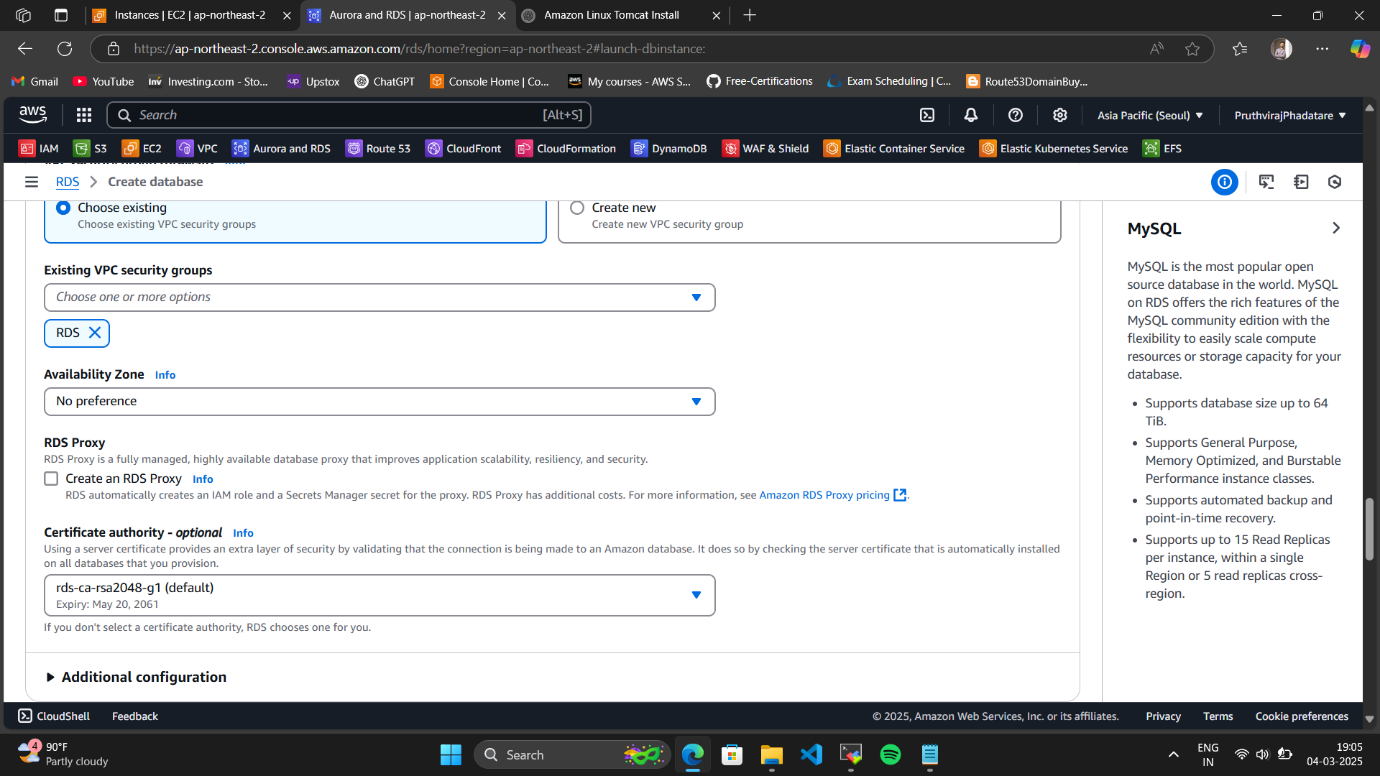 Instances | EC2 | ap-northeast-2
Aurora and RDS | ap-northeast-2
Amazon Linux Tomcat Install
https://ap-northeast-2.console.aws.amazon.com/rds/home?region=ap-northeast-2#launch-dbinstance:
Gmail
YouTube
Investing.com - Sto...
Upstox
ChatGPT
Console Home | Co...
My courses - AWS S...
Free-Certifications
Exam Scheduling | C...
Route53DomainBuy...
aws
Search
[Alt+S]
Asia Pacific (Seoul)
PruthvirajPhadatare
IAM
S3
EC2
VPC
Aurora and RDS
Route 53
CloudFront
CloudFormation
DynamoDB
WAF & Shield
Elastic Container Service
Elastic Kubernetes Service
EFS
RDS
Create database
Choose existing
Choose existing VPC security groups
Create new
Create new VPC security group
Existing VPC security groups
Choose one or more options
RDS
Availability Zone Info
No preference
RDS Proxy
RDS Proxy is a fully managed, highly available database proxy that improves application scalability, resiliency, and security.
Create an RDS Proxy Info
RDS automatically creates an IAM role and a Secrets Manager secret for the proxy. RDS Proxy has additional costs. For more information, see Amazon RDS Proxy pricing.
Certificate authority - optional Info
Using a server certificate provides an extra layer of security by validating that the connection is being made to an Amazon database. It does so by checking the server certificate that is automatically installed
on all databases that you provision.
rds-ca-rsa2048-g1 (default)
Expiry: May 20, 2061
If you don't select a certificate authority, RDS chooses one for you.
Additional configuration
MySQL
MySQL is the most popular open
source database in the world. MySQL
on RDS offers the rich features of the
MySQL community edition with the
flexibility to easily scale compute
resources or storage capacity for your
database.
• Supports database size up to 64
TiB.
• Supports General Purpose,
Memory Optimized, and Burstable
Performance instance classes.
• Supports automated backup and
point-in-time recovery.
• Supports up to 15 Read Replicas
per instance, within a single
Region or 5 read replicas cross-
region.
CloudShell
Feedback
© 2025, Amazon Web Services, Inc. or its affiliates.
Privacy
Terms
Cookie preferences
4
90°F
Partly cloudy
Search
ENG
IN
19:05
04-03-2025